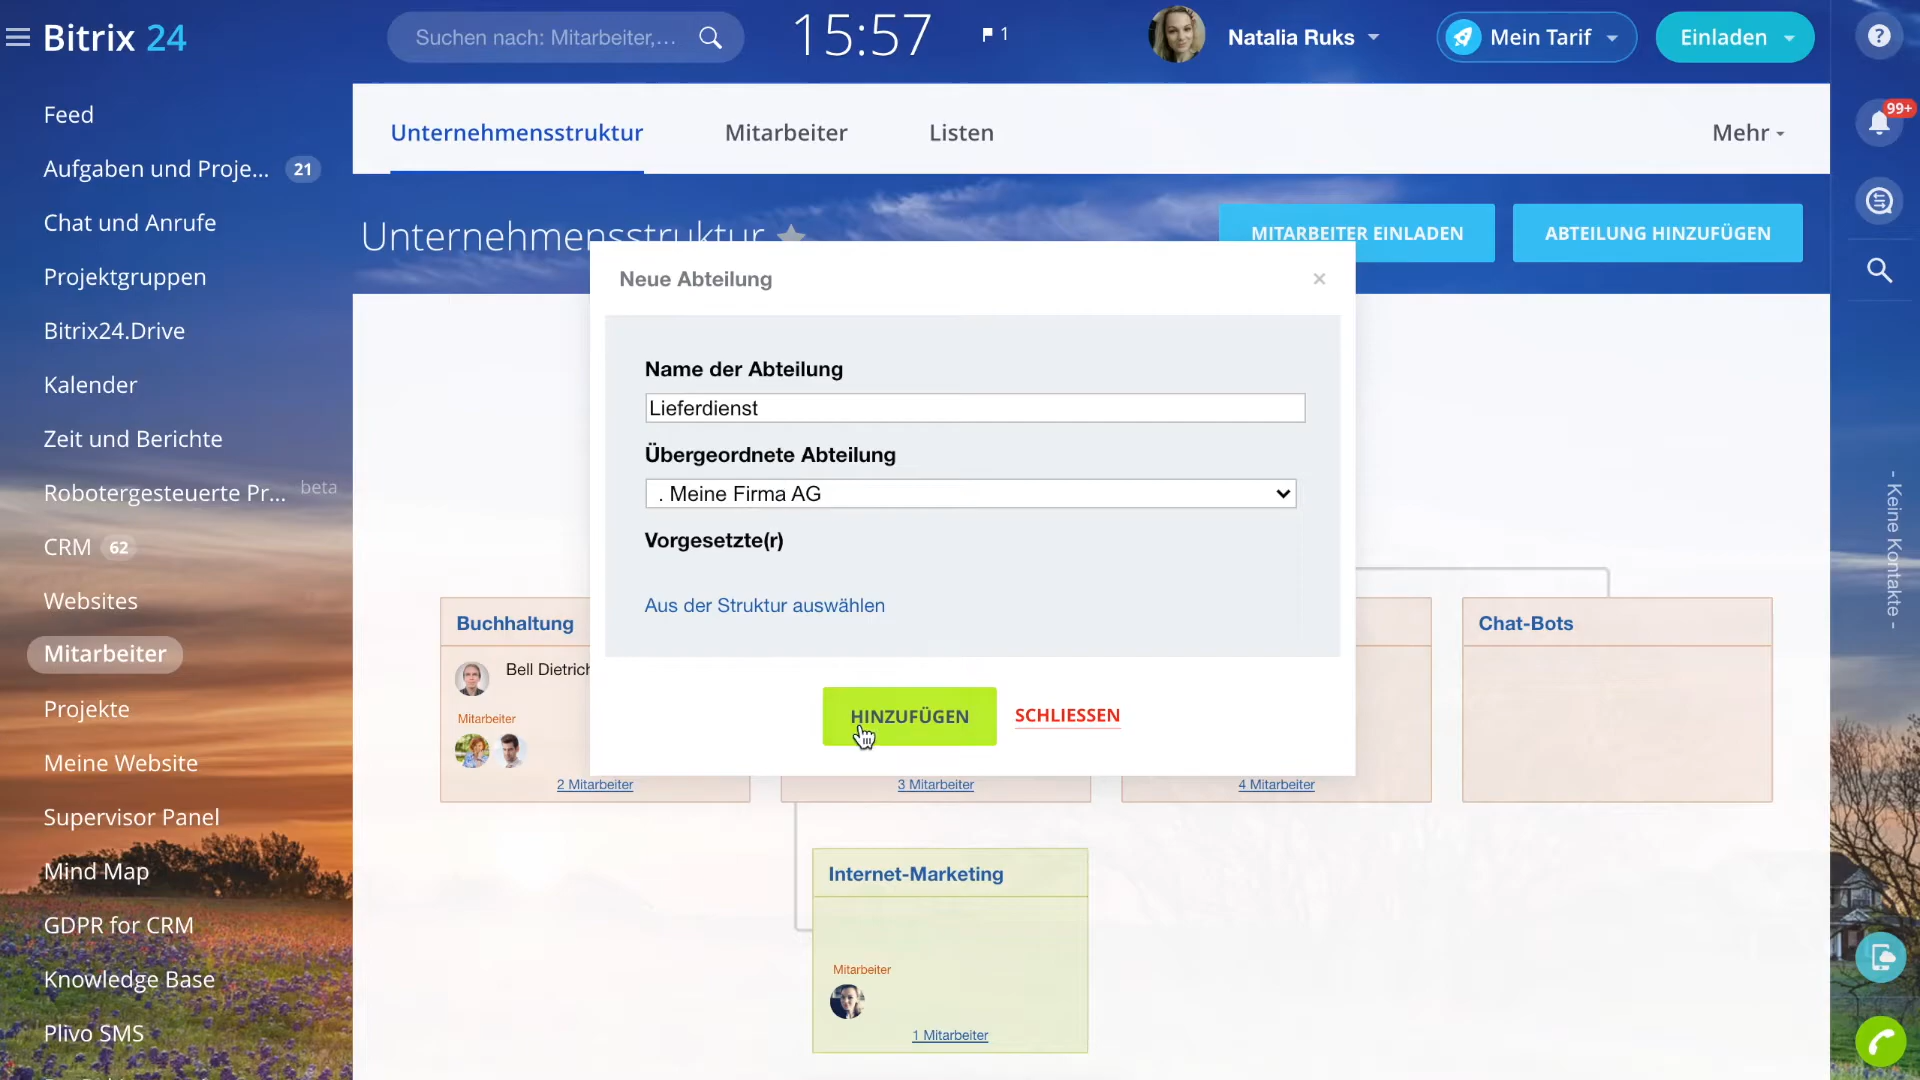 Bitrix 24
Suchen nach: Mitarbeiter,...
15:57
1
Natalia Ruks
Mein Tarif
Einladen
?
99+
Feed
Aufgaben und Proje... 21
Chat und Anrufe
Projektgruppen
Bitrix24.Drive
Kalender
Zeit und Berichte
Robotergesteuerte Pr... beta
CRM 62
Websites
Mitarbeiter
Projekte
Meine Website
Supervisor Panel
Mind Map
GDPR for CRM
Knowledge Base
Plivo SMS
Unternehmensstruktur
Mitarbeiter
Listen
Mehr
Unternehmensstruktur
MITARBEITER EINLADEN
ABTEILUNG HINZUFÜGEN
Neue Abteilung
×
Name der Abteilung
Lieferdienst
Übergeordnete Abteilung
. Meine Firma AG
Vorgesetzte(r)
Aus der Struktur auswählen
HINZUFÜGEN
SCHLIESSEN
Buchhaltung
Bell Dietrich
Mitarbeiter
2 Mitarbeiter
3 Mitarbeiter
4 Mitarbeiter
Chat-Bots
Internet-Marketing
Mitarbeiter
1 Mitarbeiter
- Keine Kontakte -